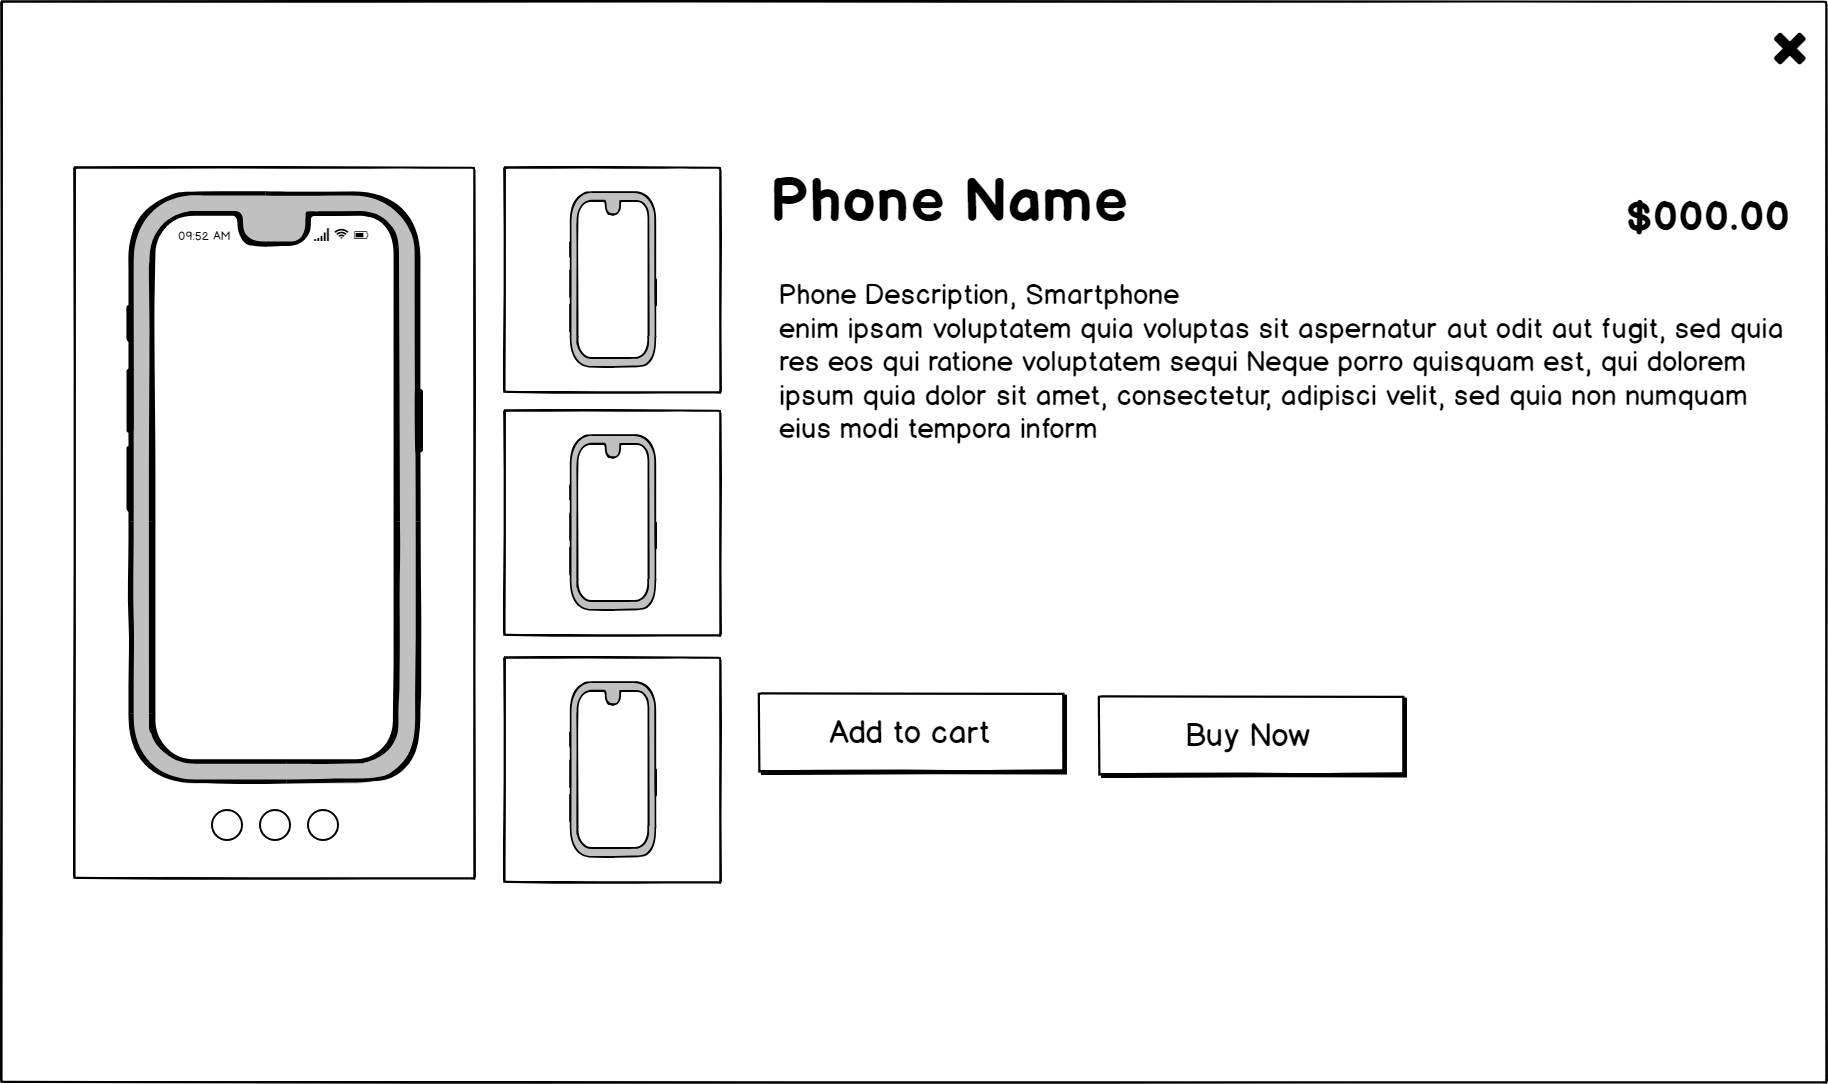 09:52 AM
Phone Name
$000.00
Phone Description, Smartphone
enim ipsam voluptatem quia voluptas sit aspernatur aut odit aut fugit, sed quia
res eos qui ratione voluptatem sequi Neque porro quisquam est, qui dolorem
ipsum quia dolor sit amet, consectetur, adipisci velit, sed quia non numquam
eius modi tempora inform
Add to cart
Buy Now